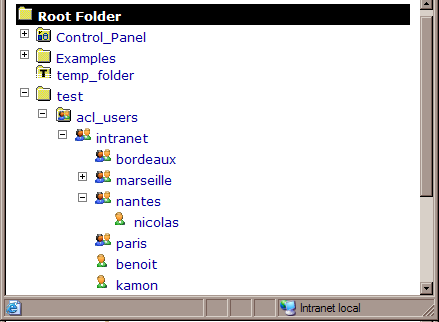 Root Folder
Control_Panel
Examples
temp_folder
test
acl_users
intranet
bordeaux
marseille
nantes
nicolas
paris
benoit
kamon
Intranet local